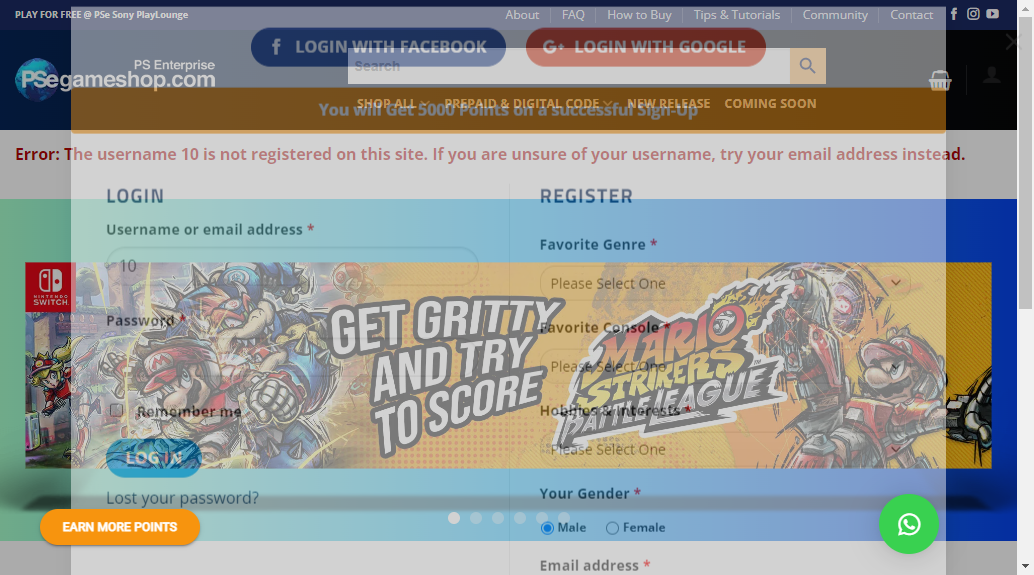 PLAY FOR FREE @ PSe Sony PlayLounge
About FAQ How to Buy Tips & Tutorials Community Contact
LOGIN WITH FACEBOOK
LOGIN WITH GOOGLE
PS Enterprise
PSegameshop.com
Search
SHOP ALL PREPAID & DIGITAL CODE NEW RELEASE COMING SOON
You will Get 5000 Points on a successful Sign-Up
Error: The username 10 is not registered on this site. If you are unsure of your username, try your email address instead.
LOGIN
Username or email address *
10
Password *
Remember me
LOG IN
Lost your password?
REGISTER
Favorite Genre *
Please Select One
Favorite Console *
Please Select One
Hobbies & Interests *
Please Select One
Your Gender *
Male Female
Email address *
NINTENDO
SWITCH
GET GRITTY
AND TRY
TO SCORE
MARIO
STRIKERS
BATTLE LEAGUE
EARN MORE POINTS